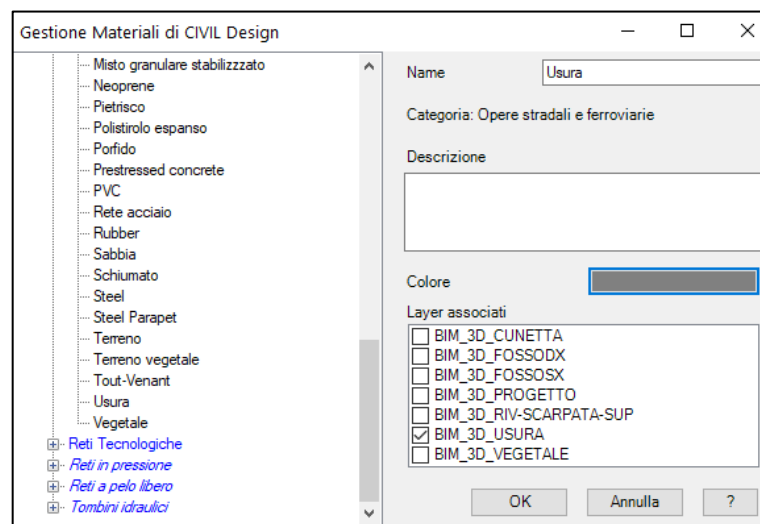 Gestione Materiali di CIVIL Design
Misto granulare stabilizzzato
Neoprene
Pietrisco
Polistirolo espanso
Porfido
Prestressed concrete
PVC
Rete acciaio
Rubber
Sabbia
Schiumato
Steel
Steel Parapet
Terreno
Terreno vegetale
Tout-Venant
Usura
Vegetale
Reti Tecnologiche
Reti in pressione
Reti a pelo libero
Tombini idraulici
Name
Usura
Categoria: Opere stradali e ferroviarie
Descrizione
Colore
Layer associati
BIM_3D_CUNETTA
BIM_3D_FOSSODX
BIM_3D_FOSSOSX
BIM_3D_PROGETTO
BIM_3D_RIV-SCARPATA-SUP
BIM_3D_USURA
BIM_3D_VEGETALE
OK
Annulla
?